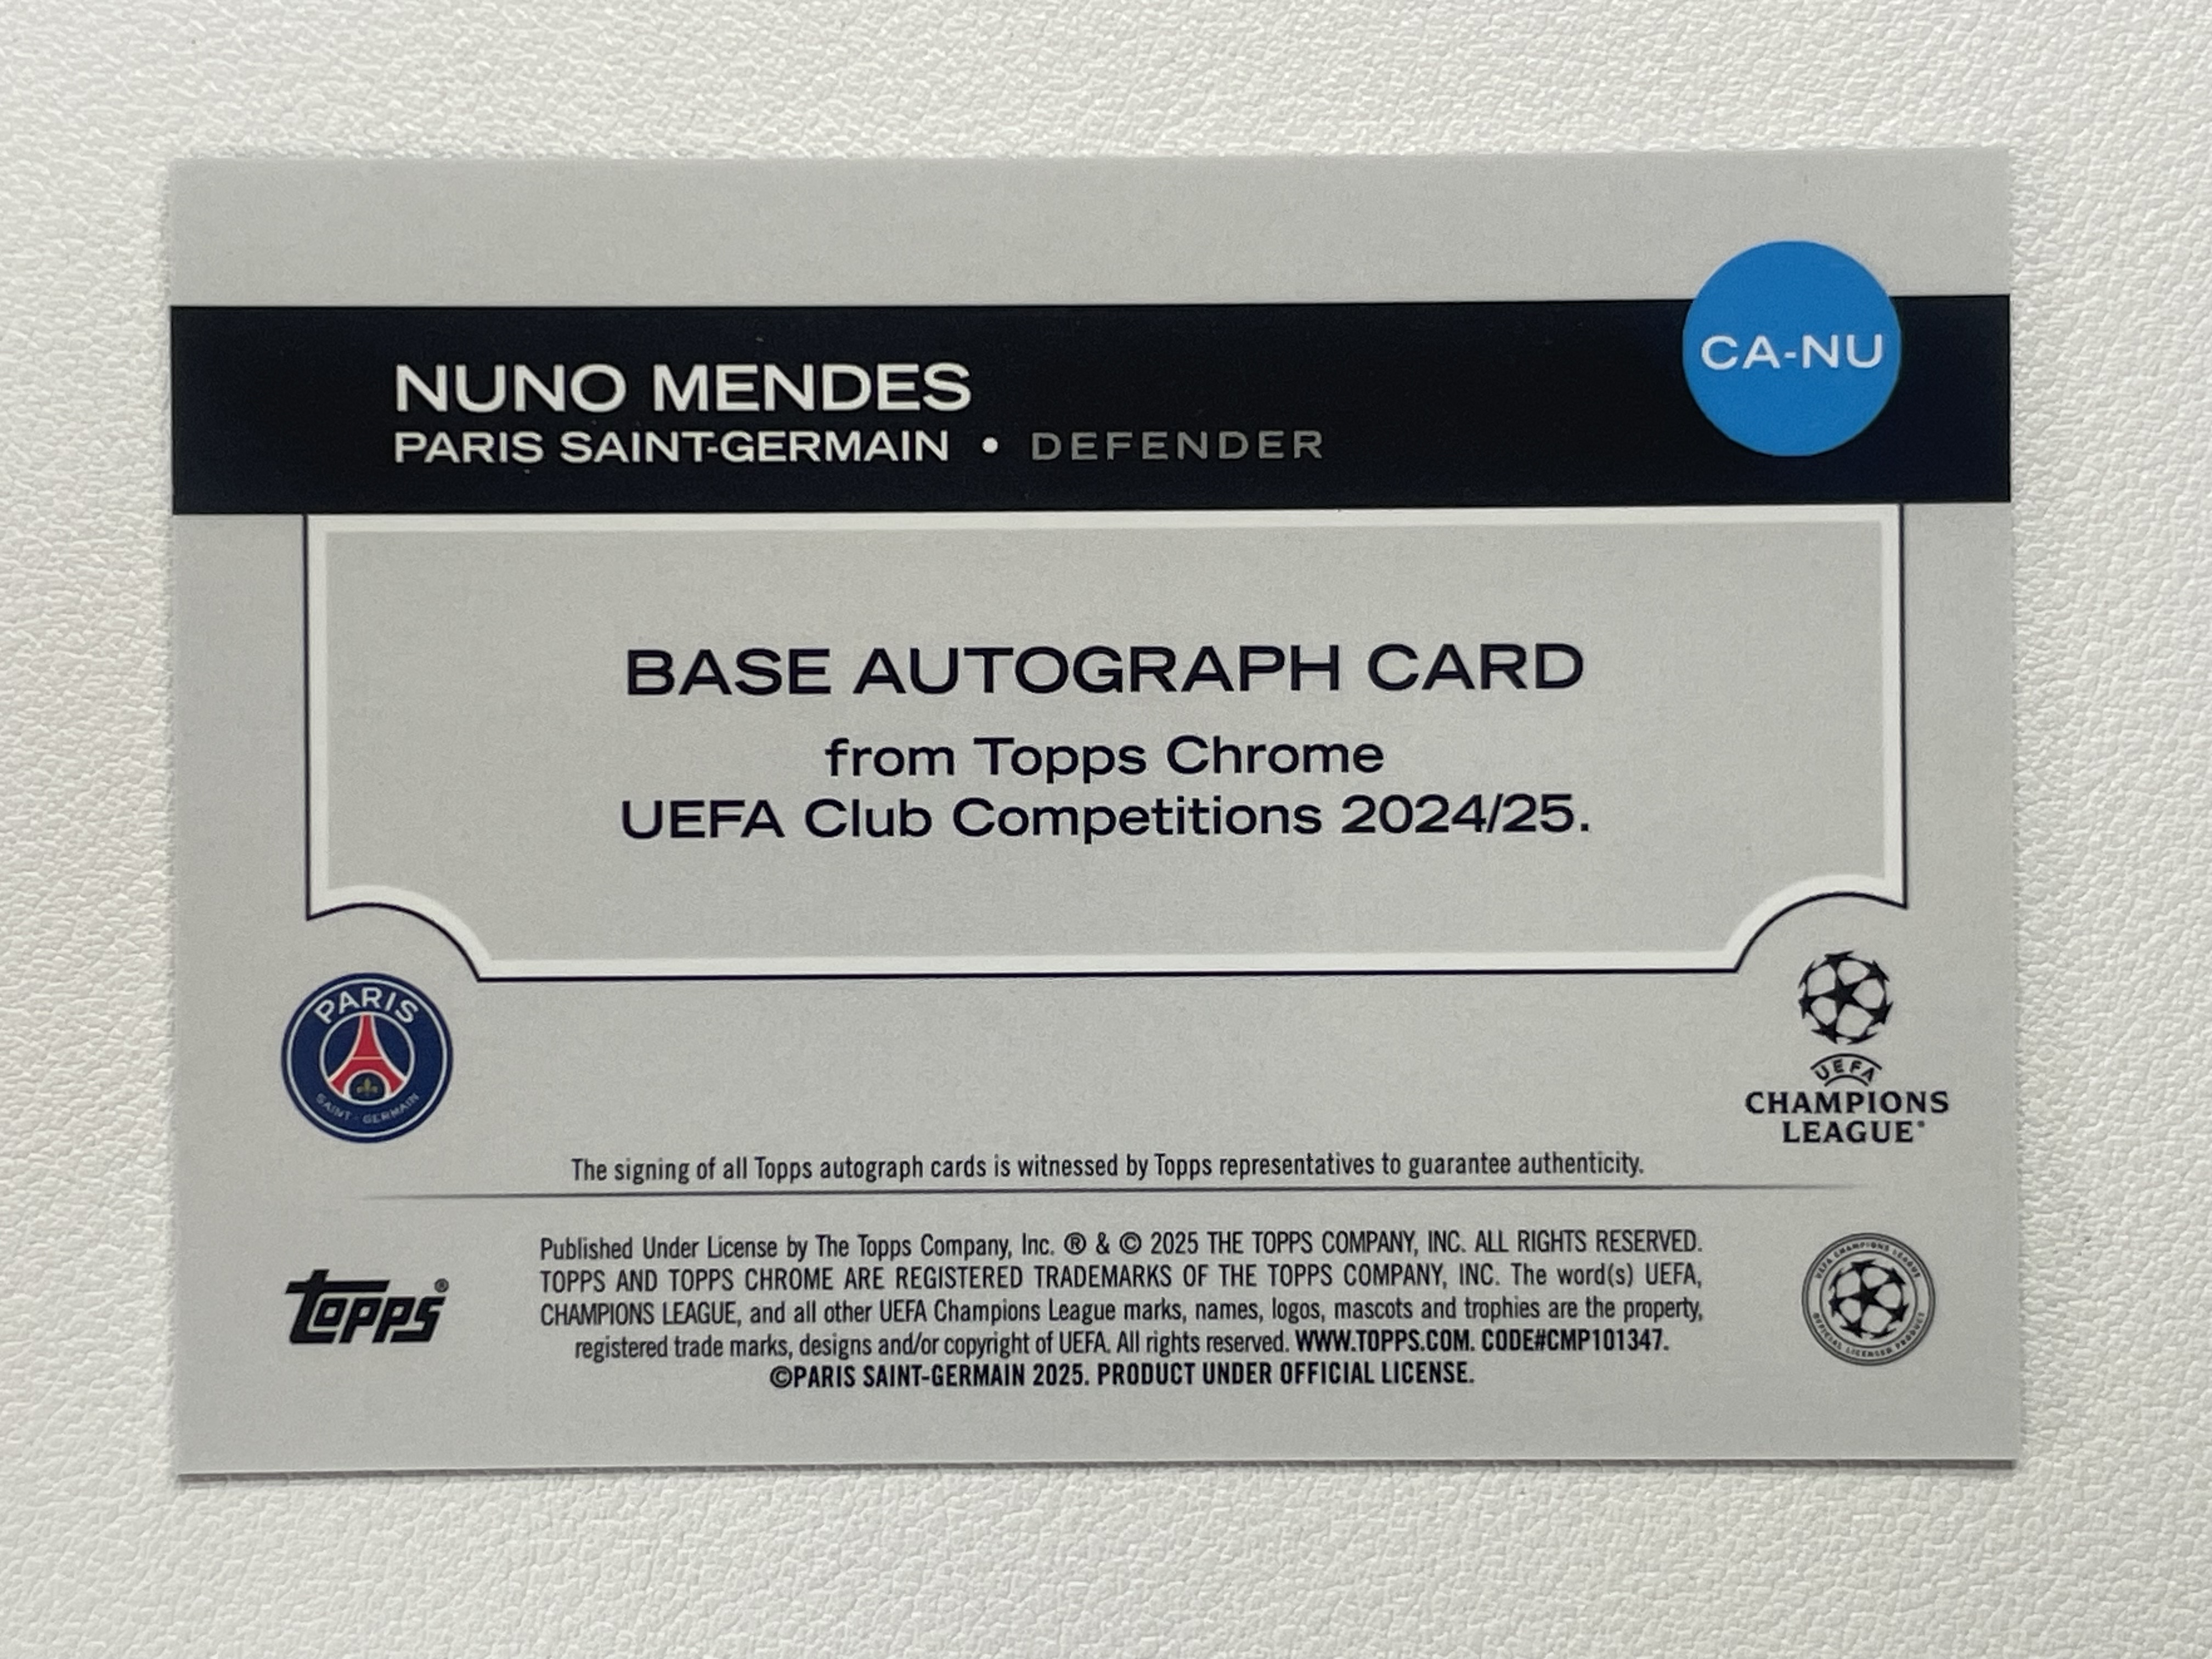 NUNO MENDES
PARIS SAINT-GERMAIN • DEFENDER
CA-NU
BASE AUTOGRAPH CARD
from Topps Chrome
UEFA Club Competitions 2024/25.
PARIS
SAINT-GERMAIN
UEFA
CHAMPIONS
LEAGUE®
The signing of all Topps autograph cards is witnessed by Topps representatives to guarantee authenticity.
topps®
Published Under License by The Topps Company, Inc. ® & © 2025 THE TOPPS COMPANY, INC. ALL RIGHTS RESERVED.
TOPPS AND TOPPS CHROME ARE REGISTERED TRADEMARKS OF THE TOPPS COMPANY, INC. The word(s) UEFA,
CHAMPIONS LEAGUE, and all other UEFA Champions League marks, names, logos, mascots and trophies are the property,
registered trade marks, designs and/or copyright of UEFA. All rights reserved. WWW.TOPPS.COM. CODE#CMP101347.
©PARIS SAINT-GERMAIN 2025. PRODUCT UNDER OFFICIAL LICENSE.
UEFA CHAMPIONS LEAGUE
OFFICIAL LICENSED PRODUCT